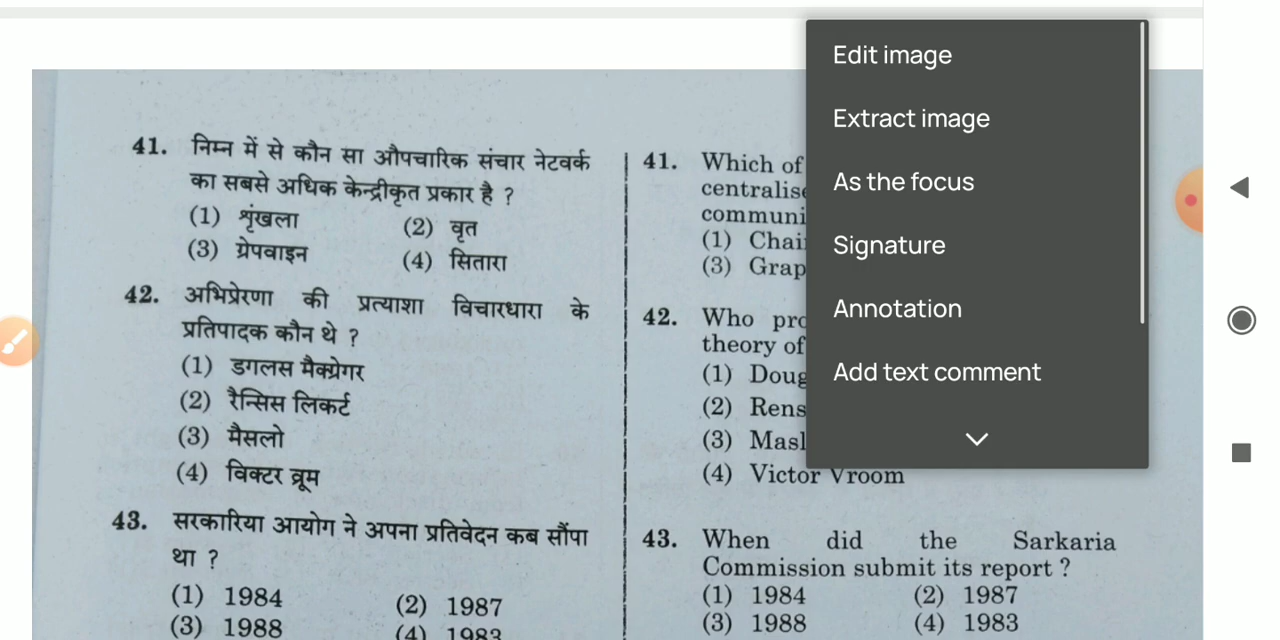 41. निम्न में से कौन सा औपचारिक संचार नेटवर्क
का सबसे अधिक केन्द्रीकृत प्रकार है ?
(1) शृंखला (2) वृत
(3) ग्रेपवाइन (4) सितारा
42. अभिप्रेरणा की प्रत्याशा विचारधारा के
प्रतिपादक कौन थे ?
(1) डगलस मैक्ग्रेगर
(2) रैन्सिस लिकर्ट
(3) मैसलो
(4) विक्टर व्रूम
43. सरकारिया आयोग ने अपना प्रतिवेदन कब सौंपा
था ?
(1) 1984 (2) 1987
(3) 1988 (4) 1983
41. Which of
centralise
communi
(1) Chai
(3) Grap
42. Who pro
theory of
(1) Doug
(2) Rens
(3) Masl
(4) Victor Vroom
43. When did the Sarkaria
Commission submit its report ?
(1) 1984 (2) 1987
(3) 1988 (4) 1983
Edit image
Extract image
As the focus
Signature
Annotation
Add text comment